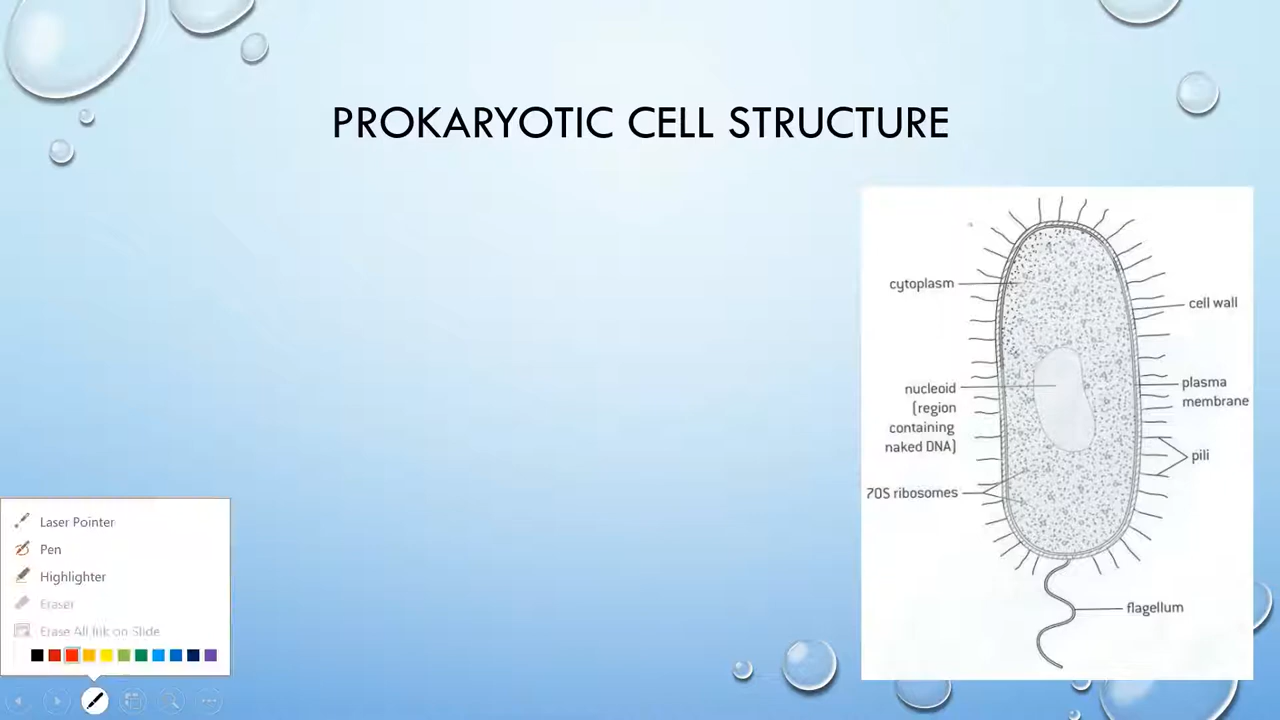 PROKARYOTIC CELL STRUCTURE
cytoplasm
cell wall
nucleoid
[region
containing
naked DNA]
plasma
membrane
pili
70S ribosomes
flagellum
Laser Pointer
Pen
Highlighter
Eraser
Erase All Ink on Slide